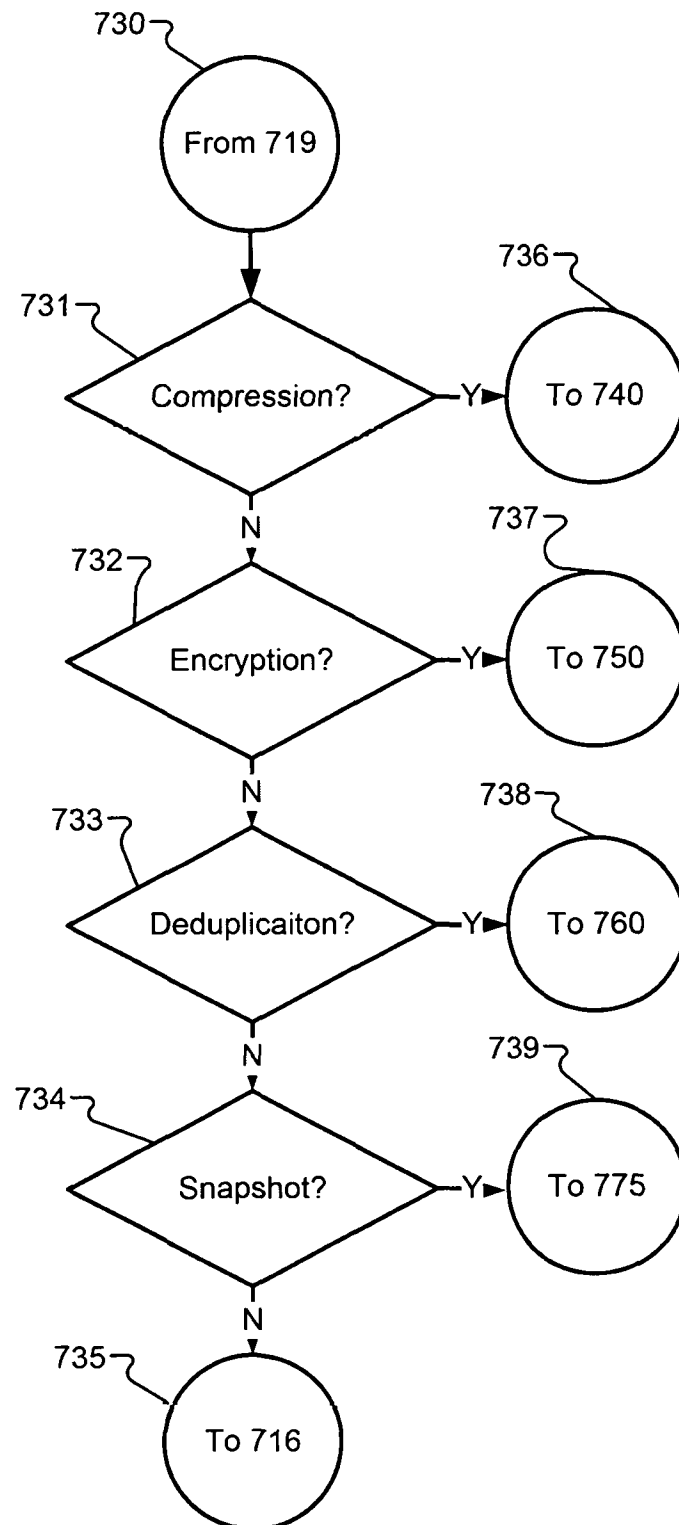 730
From 719
731
736
Compression?
Y
To 740
N
732
737
Encryption?
Y
To 750
N
733
738
Deduplicaiton?
Y
To 760
N
734
739
Snapshot?
Y
To 775
N
735
To 716